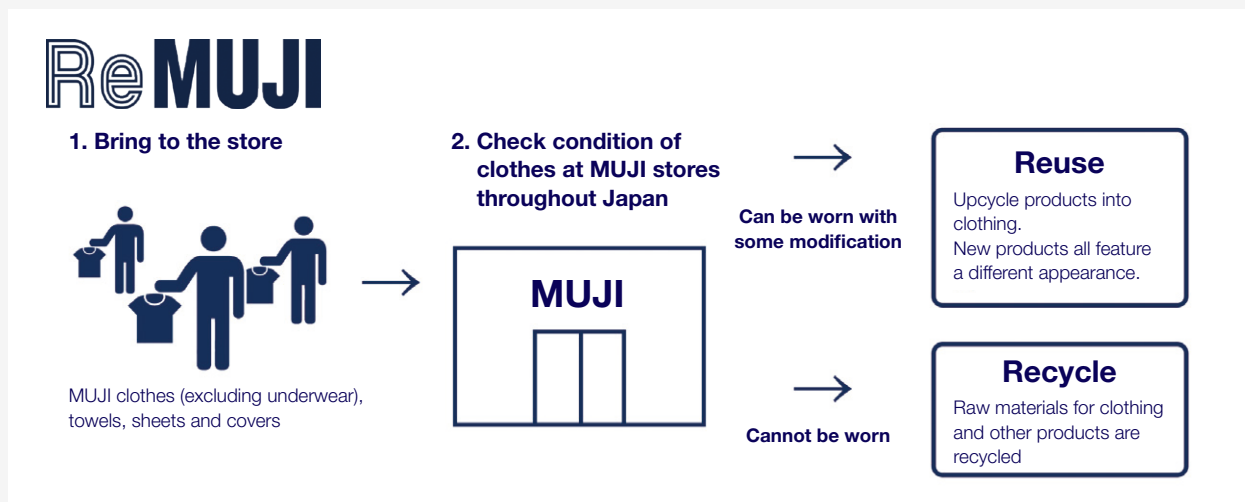 ReMUJI
1. Bring to the store
MUJI clothes (excluding underwear),
towels, sheets and covers
2. Check condition of
clothes at MUJI stores
throughout Japan
MUJI
Can be worn with
some modification
Reuse
Upcycle products into
clothing.
New products all feature
a different appearance.
Cannot be worn
Recycle
Raw materials for clothing
and other products are
recycled